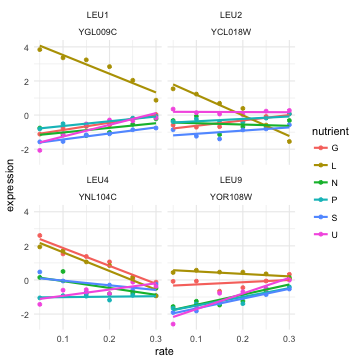 LEU1
LEU2
YGL009C
YCL018W
4
2
0
-2
LEU4
LEU9
YNL104C
YOR108W
4
2
0
-2
0.1
0.2
0.3
0.1
0.2
0.3
rate
expression
nutrient
G
L
N
P
S
U